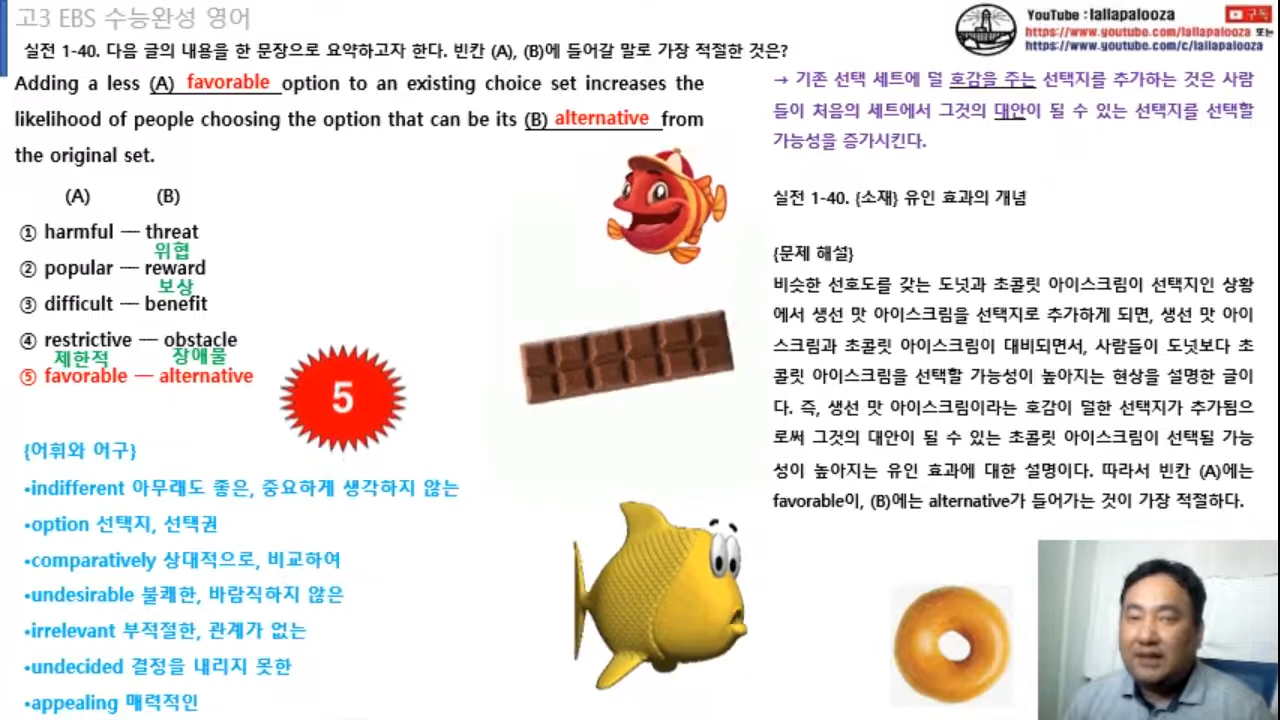 고3 EBS 수능완성 영어
YouTube : lallapalooza
구독
https://www.youtube.com/lallapalooza 또는
https://www.youtube.com/c/lallapalooza
실전 1-40. 다음 글의 내용을 한 문장으로 요약하고자 한다. 빈칸 (A), (B)에 들어갈 말로 가장 적절한 것은?
Adding a less (A) favorable option to an existing choice set increases the
likelihood of people choosing the option that can be its (B) alternative from
the original set.
(A) (B)
① harmful — threat
위협
② popular — reward
보상
③ difficult — benefit
④ restrictive — obstacle
제한적 장애물
⑤ favorable — alternative
5
{어휘와 어구}
•indifferent 아무래도 좋은, 중요하게 생각하지 않는
•option 선택지, 선택권
•comparatively 상대적으로, 비교하여
•undesirable 불쾌한, 바람직하지 않은
•irrelevant 부적절한, 관계가 없는
•undecided 결정을 내리지 못한
•appealing 매력적인
→ 기존 선택 세트에 덜 호감을 주는 선택지를 추가하는 것은 사람
들이 처음의 세트에서 그것의 대안이 될 수 있는 선택지를 선택할
가능성을 증가시킨다.
실전 1-40. {소재} 유인 효과의 개념
{문제 해설}
비슷한 선호도를 갖는 도넛과 초콜릿 아이스크림이 선택지인 상황
에서 생선 맛 아이스크림을 선택지로 추가하게 되면, 생선 맛 아이
스크림과 초콜릿 아이스크림이 대비되면서, 사람들이 도넛보다 초
콜릿 아이스크림을 선택할 가능성이 높아지는 현상을 설명한 글이
다. 즉, 생선 맛 아이스크림이라는 호감이 덜한 선택지가 추가됨으
로써 그것의 대안이 될 수 있는 초콜릿 아이스크림이 선택될 가능
성이 높아지는 유인 효과에 대한 설명이다. 따라서 빈칸 (A)에는
favorable이, (B)에는 alternative가 들어가는 것이 가장 적절하다.